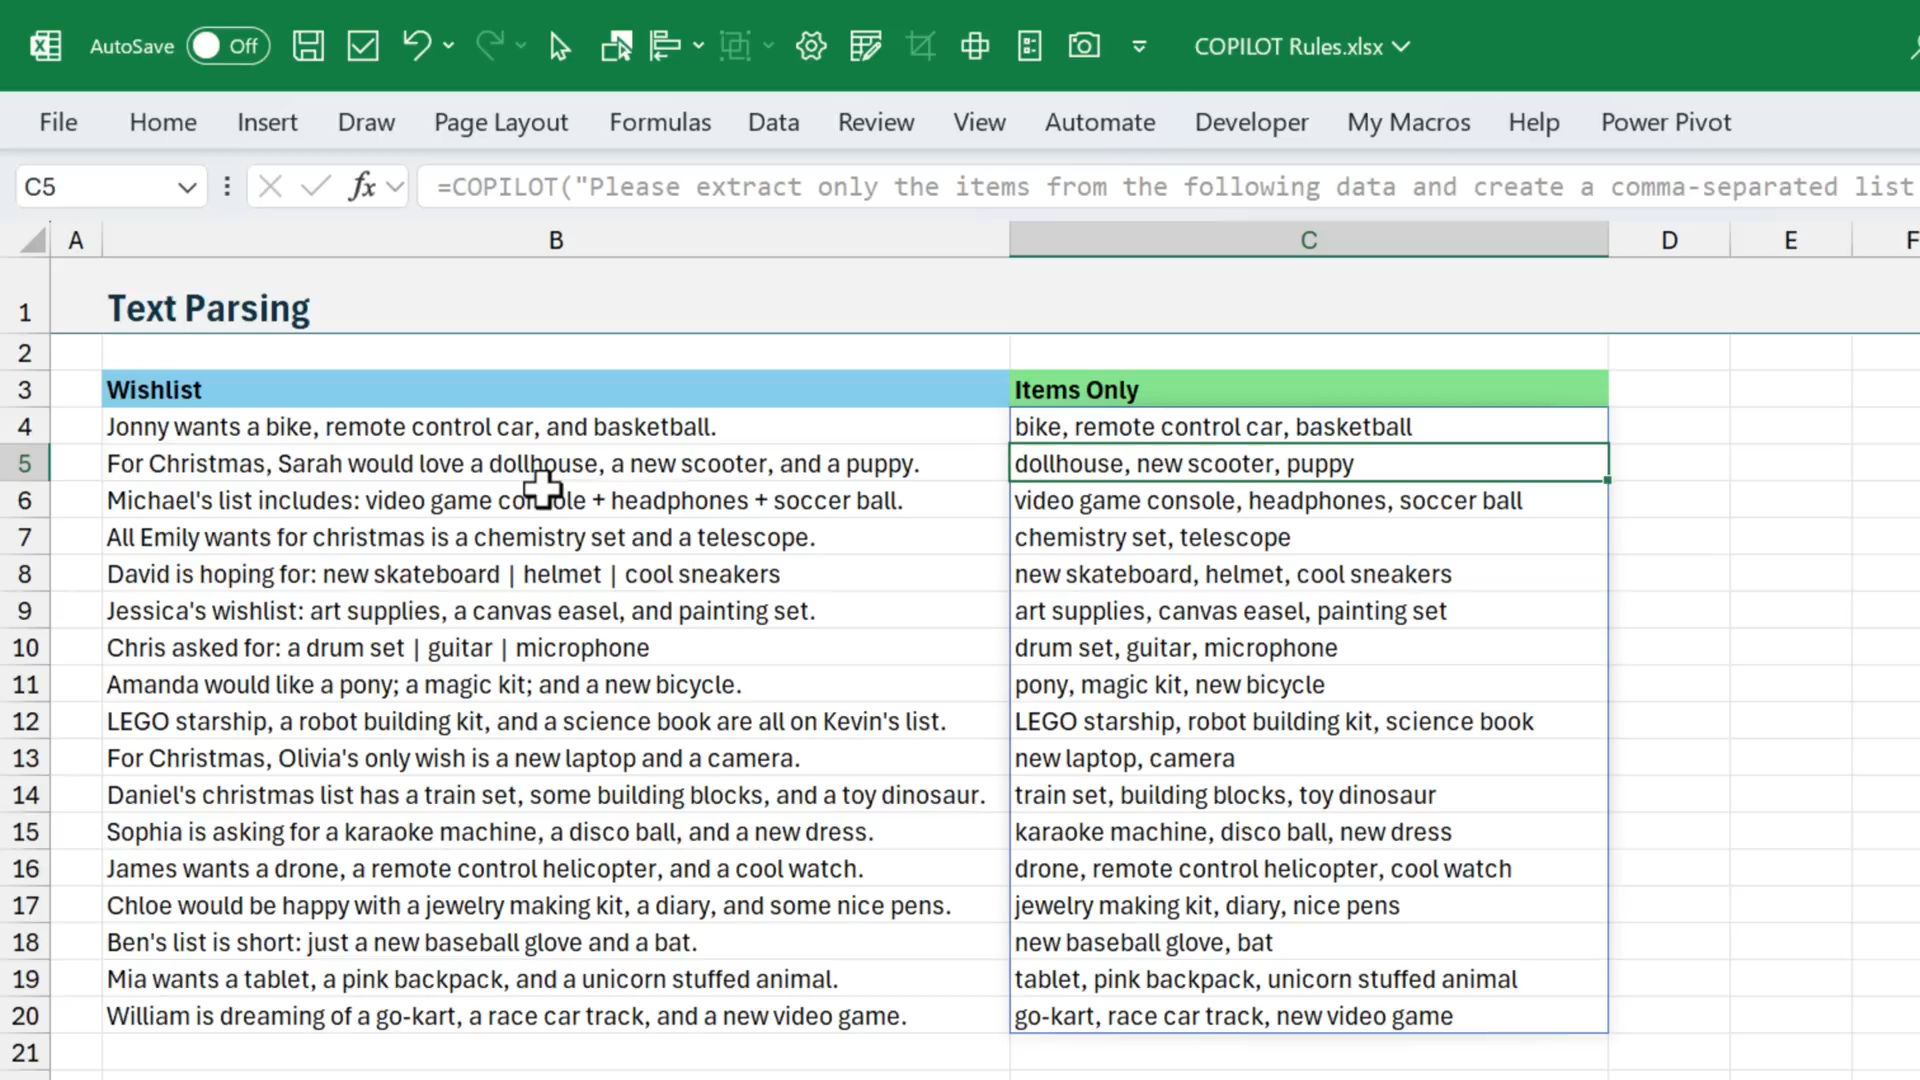 AutoSave Off COPILOT Rules.xlsx
File Home Insert Draw Page Layout Formulas Data Review View Automate Developer My Macros Help Power Pivot
C5 fx =COPILOT("Please extract only the items from the following data and create a comma-separated list
A B C D E F
1 Text Parsing
2
3 Wishlist Items Only
4 Jonny wants a bike, remote control car, and basketball. bike, remote control car, basketball
5 For Christmas, Sarah would love a dollhouse, a new scooter, and a puppy. dollhouse, new scooter, puppy
6 Michael's list includes: video game console + headphones + soccer ball. video game console, headphones, soccer ball
7 All Emily wants for christmas is a chemistry set and a telescope. chemistry set, telescope
8 David is hoping for: new skateboard | helmet | cool sneakers new skateboard, helmet, cool sneakers
9 Jessica's wishlist: art supplies, a canvas easel, and painting set. art supplies, canvas easel, painting set
10 Chris asked for: a drum set | guitar | microphone drum set, guitar, microphone
11 Amanda would like a pony; a magic kit; and a new bicycle. pony, magic kit, new bicycle
12 LEGO starship, a robot building kit, and a science book are all on Kevin's list. LEGO starship, robot building kit, science book
13 For Christmas, Olivia's only wish is a new laptop and a camera. new laptop, camera
14 Daniel's christmas list has a train set, some building blocks, and a toy dinosaur. train set, building blocks, toy dinosaur
15 Sophia is asking for a karaoke machine, a disco ball, and a new dress. karaoke machine, disco ball, new dress
16 James wants a drone, a remote control helicopter, and a cool watch. drone, remote control helicopter, cool watch
17 Chloe would be happy with a jewelry making kit, a diary, and some nice pens. jewelry making kit, diary, nice pens
18 Ben's list is short: just a new baseball glove and a bat. new baseball glove, bat
19 Mia wants a tablet, a pink backpack, and a unicorn stuffed animal. tablet, pink backpack, unicorn stuffed animal
20 William is dreaming of a go-kart, a race car track, and a new video game. go-kart, race car track, new video game
21